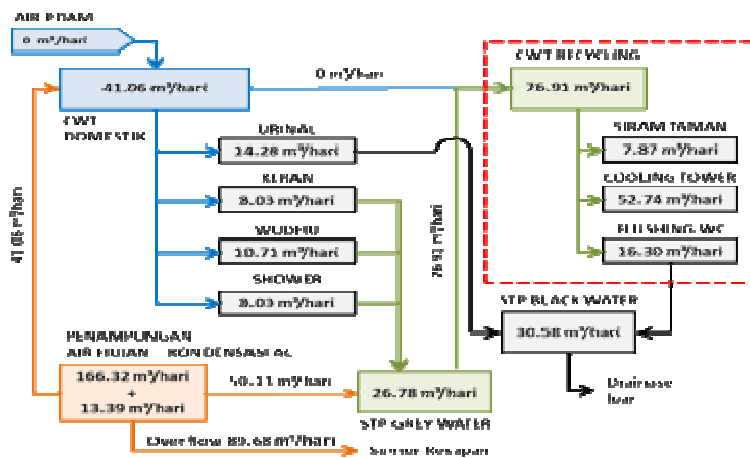 AIR PDAM
0 m³/hari
41.06 m³/hari
CWT
DOMESTIK
0 m³/hari
CWT RECYCLING
76.91 m³/hari
URINAL
14.28 m³/hari
KERAN
8.03 m³/hari
WUDHU
10.71 m³/hari
SHOWER
8.03 m³/hari
SIRAM TAMAN
7.87 m³/hari
COOLING TOWER
52.74 m³/hari
FLUSHING WC
16.30 m³/hari
41.06 m³/hari
76.91 m³/hari
STP BLACK WATER
30.58 m³/hari
Drainase
luar
PENAMPUNGAN
AIR HUJAN
KONDENSASI AC
166.32 m³/hari
+
13.39 m³/hari
m³/hari
26.78 m³/hari
STP GREY WATER
Overflow 89.68 m³/hari
Sumur Resapan